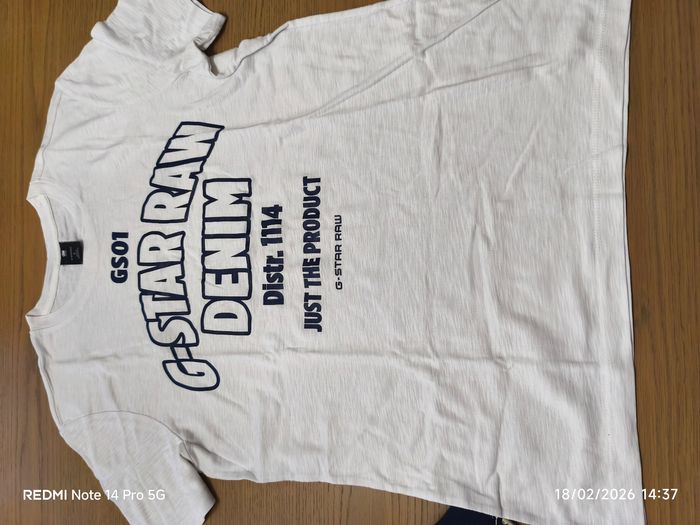 GS01
G-STAR RAW
DENIM
Distr. 1114
JUST THE PRODUCT
G-STAR RAW
REDMI Note 14 Pro 5G
18/02/2026 14:37